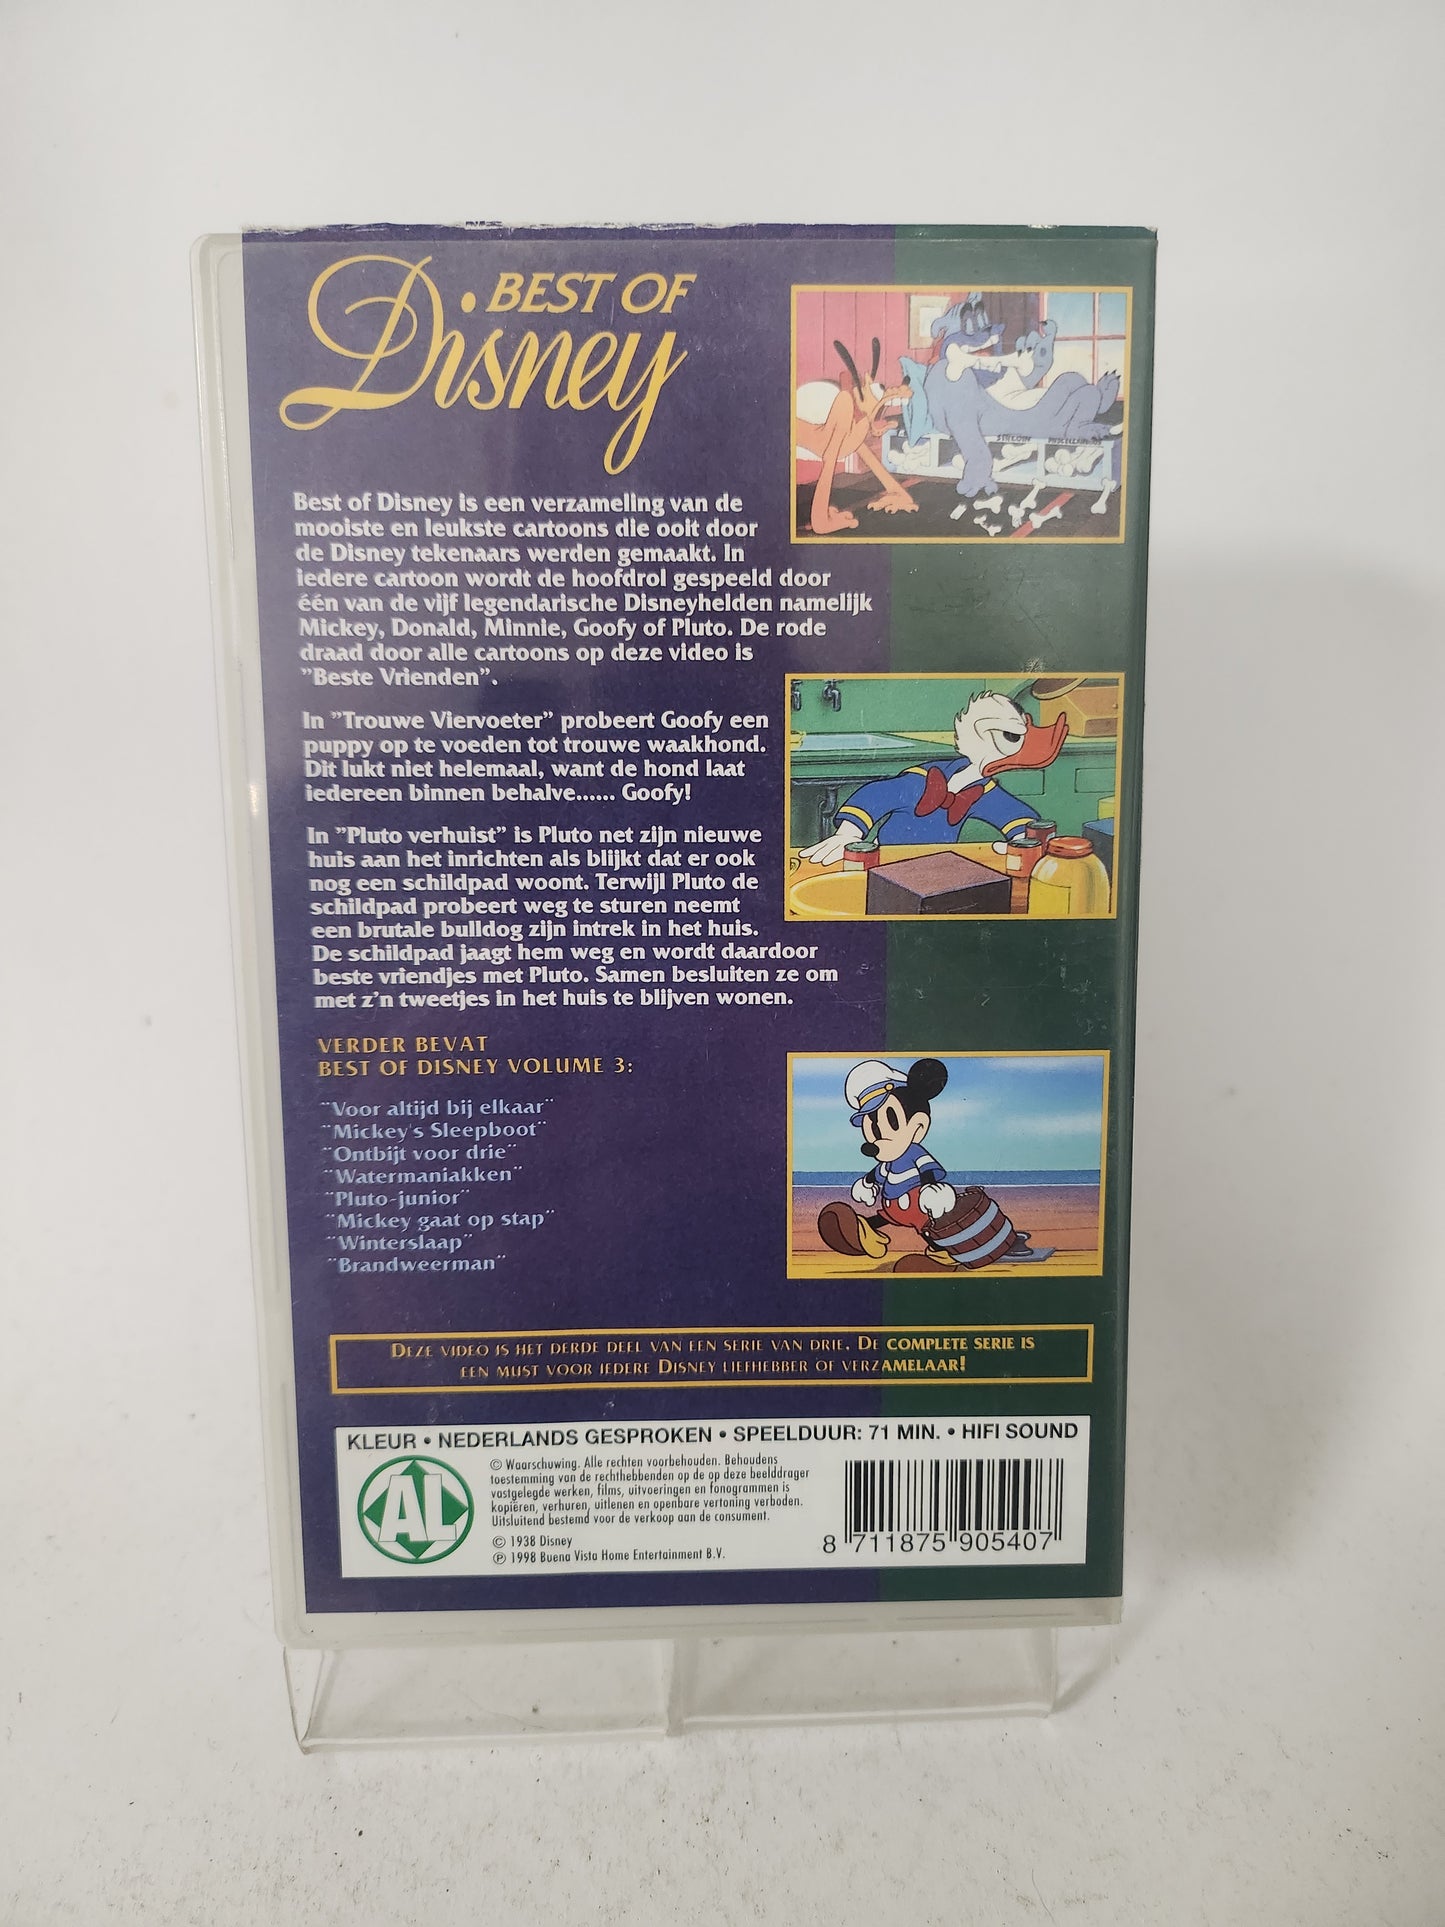 BEST OF
Disney
Best of Disney is een verzameling van de
mooiste en leukste cartoons die ooit door
de Disney tekenaars werden gemaakt. In
iedere cartoon wordt de hoofdrol gespeeld door
één van de vijf legendarische Disneyhelden namelijk
Mickey, Donald, Minnie, Goofy of Pluto. De rode
draad door alle cartoons op deze video is
"Beste Vrienden".
In "Trouwe Viervoeter" probeert Goofy een
puppy op te voeden tot trouwe waakhond.
Dit lukt niet helemaal, want de hond laat
iedereen binnen behalve...... Goofy!
In "Pluto verhuist" is Pluto net zijn nieuwe
huis aan het inrichten als blijkt dat er ook
nog een schildpad woont. Terwijl Pluto de
schildpad probeert weg te sturen neemt
een brutale bulldog zijn intrek in het huis.
De schildpad jaagt hem weg en wordt daardoor
beste vriendjes met Pluto. Samen besluiten ze om
met z'n tweetjes in het huis te blijven wonen.
VERDER BEVAT
BEST OF DISNEY VOLUME 3:
"Voor altijd bij elkaar"
"Mickey's Sleepboot"
"Ontbijt voor drie"
"Watermaniakken"
"Pluto-junior"
"Mickey gaat op stap"
"Winterslaap"
"Brandweerman"
SIRLOIN
DEZE VIDEO IS HET DERDE DEEL VAN EEN SERIE VAN DRIE. DE COMPLETE SERIE IS
EEN MUST VOOR IEDERE DISNEY LIEFHEBBER OF VERZAMELAAR!
KLEUR • NEDERLANDS GESPROKEN • SPEELDUUR: 71 MIN. • HIFI SOUND
AL
© Waarschuwing. Alle rechten voorbehouden. Behoudens
toestemming van de rechthebbenden op de op deze beelddrager
vastgelegde werken, films, uitvoeringen en fonogrammen is
kopiëren, verhuren, uitlenen en openbare vertoning verboden.
Uitsluitend bestemd voor de verkoop aan de consument.
© 1938 Disney
℗ 1998 Buena Vista Home Entertainment B.V.
8 711875 905407